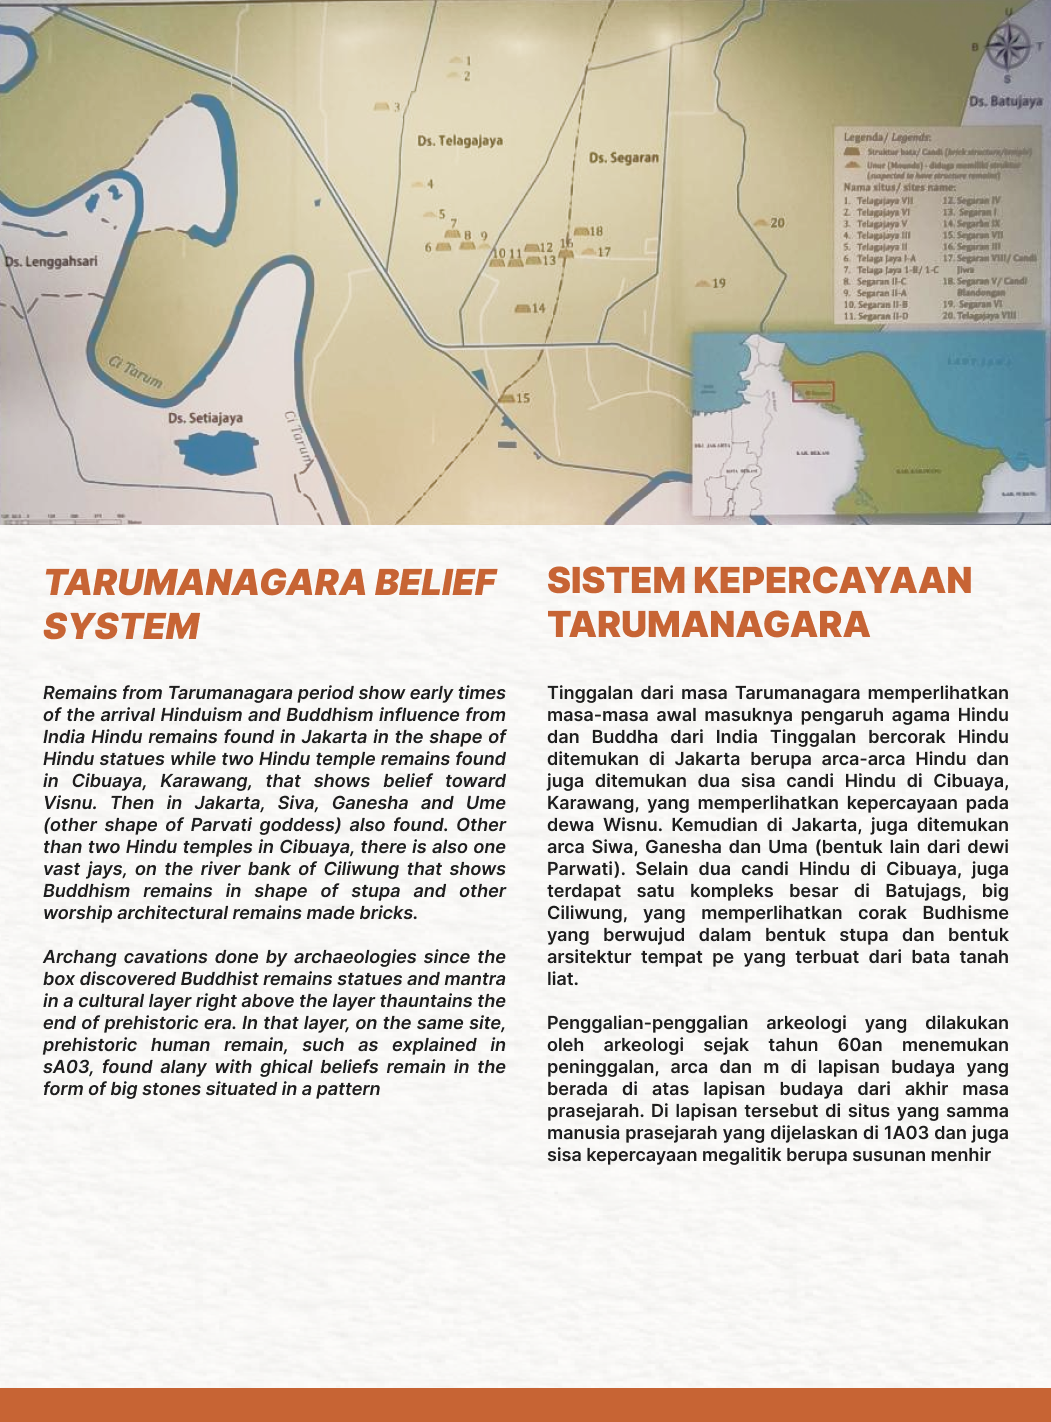 U
B
T
S
Ds. Batujaya
1
2
3
Ds. Telagajaya
Ds. Segaran
4
5
7
6
8
9
10
11
12
13
16
18
17
20
19
14
15
Ds. Lenggahsari
Ci Tarum
Ds. Setiajaya
Ci Tarum
Legenda/ Legends:
Struktur bata/ Candi (brick structure/temple)
Unur (Mounds) - diduga memiliki struktur
(suspected to have structure remains)
Nama situs/ sites name:
1. Telagajaya VII
2. Telagajaya VI
3. Telagajaya V
4. Telagajaya III
5. Telagajaya II
6. Telaga Jaya I-A
7. Telaga Jaya 1-B/ 1-C
8. Segaran II-C
9. Segaran II-A
10. Segaran II-B
11. Segaran II-D
12. Segaran IV
13. Segaran I
14. Segaran IX
15. Segaran VII
16. Segaran III
17. Segaran VIII/ Candi
Jiwa
18. Segaran V/ Candi
Blandongan
19. Segaran VI
20. Telagajaya VIII
LAUT JAWA
DKI JAKARTA
KOTA BEKASI
KAB. BEKASI
KAB. KARAWANG
KAB. SUBANG
TARUMANAGARA BELIEF
SYSTEM
Remains from Tarumanagara period show early times
of the arrival Hinduism and Buddhism influence from
India Hindu remains found in Jakarta in the shape of
Hindu statues while two Hindu temple remains found
in Cibuaya, Karawang, that shows belief toward
Visnu. Then in Jakarta, Siva, Ganesha and Ume
(other shape of Parvati goddess) also found. Other
than two Hindu temples in Cibuaya, there is also one
vast jays, on the river bank of Ciliwung that shows
Buddhism remains in shape of stupa and other
worship architectural remains made bricks.
Archang cavations done by archaeologies since the
box discovered Buddhist remains statues and mantra
in a cultural layer right above the layer thauntains the
end of prehistoric era. In that layer, on the same site,
prehistoric human remain, such as explained in
sA03, found alany with ghical beliefs remain in the
form of big stones situated in a pattern
SISTEM KEPERCAYAAN
TARUMANAGARA
Tinggalan dari masa Tarumanagara memperlihatkan
masa-masa awal masuknya pengaruh agama Hindu
dan Buddha dari India Tinggalan bercorak Hindu
ditemukan di Jakarta berupa arca-arca Hindu dan
juga ditemukan dua sisa candi Hindu di Cibuaya,
Karawang, yang memperlihatkan kepercayaan pada
dewa Wisnu. Kemudian di Jakarta, juga ditemukan
arca Siwa, Ganesha dan Uma (bentuk lain dari dewi
Parwati). Selain dua candi Hindu di Cibuaya, juga
terdapat satu kompleks besar di Batujags, big
Ciliwung, yang memperlihatkan corak Budhisme
yang berwujud dalam bentuk stupa dan bentuk
arsitektur tempat pe yang terbuat dari bata tanah
liat.
Penggalian-penggalian arkeologi yang dilakukan
oleh arkeologi sejak tahun 60an menemukan
peninggalan, arca dan m di lapisan budaya yang
berada di atas lapisan budaya dari akhir masa
prasejarah. Di lapisan tersebut di situs yang samma
manusia prasejarah yang dijelaskan di 1A03 dan juga
sisa kepercayaan megalitik berupa susunan menhir